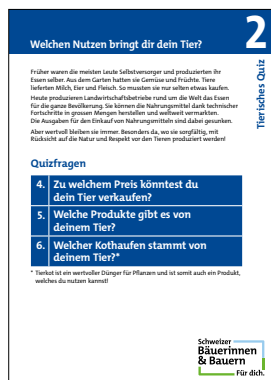 Welchen Nutzen bringt dir dein Tier?
2
Tierisches Quiz
Früher waren die meisten Leute Selbstversorger und produzierten ihr
Essen selber. Aus dem Garten hatten sie Gemüse und Früchte. Tiere
lieferten Milch, Eier und Fleisch. So mussten sie nur selten etwas kaufen.
Heute produzieren Landwirtschaftsbetriebe rund um die Welt das Essen
für die ganze Bevölkerung. Sie können die Nahrungsmittel dank technischer
Fortschritte in grossen Mengen herstellen und weltweit vermarkten.
Die Ausgaben für den Einkauf von Nahrungsmitteln sind dabei gesunken.
Aber wertvoll bleiben sie immer. Besonders da, wo sie sorgfältig, mit
Rücksicht auf die Natur und Respekt vor den Tieren produziert werden!
Quizfragen
4. Zu welchem Preis könntest du
dein Tier verkaufen?
5. Welche Produkte gibt es von
deinem Tier?
6. Welcher Kothaufen stammt von
deinem Tier?*
* Tierkot ist ein wertvoller Dünger für Pflanzen und ist somit auch ein Produkt,
welches du nutzen kannst!
Schweizer
Bäuerinnen
& Bauern
Für dich.